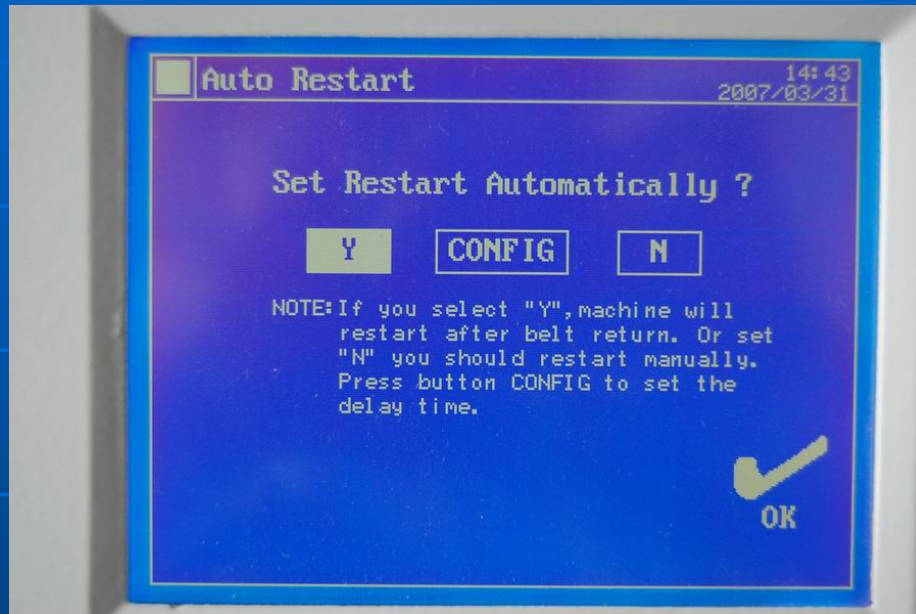 Auto Restart
14:43
2007/03/31
Set Restart Automatically ?
Y CONFIG N
NOTE:If you select "Y",machine will
restart after belt return. Or set
"N" you should restart manually.
Press button CONFIG to set the
delay time.
OK